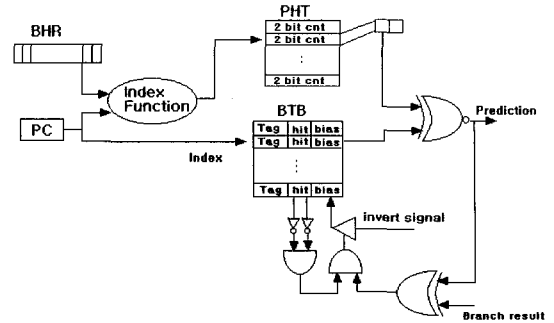 BHR
PHT
2 bit cnt
2 bit cnt
2 bit cnt
Index
Function
PC
Index
BTB
Tag hit bias
Tag hit bias
Tag hit bias
Prediction
invert signal
Branch result